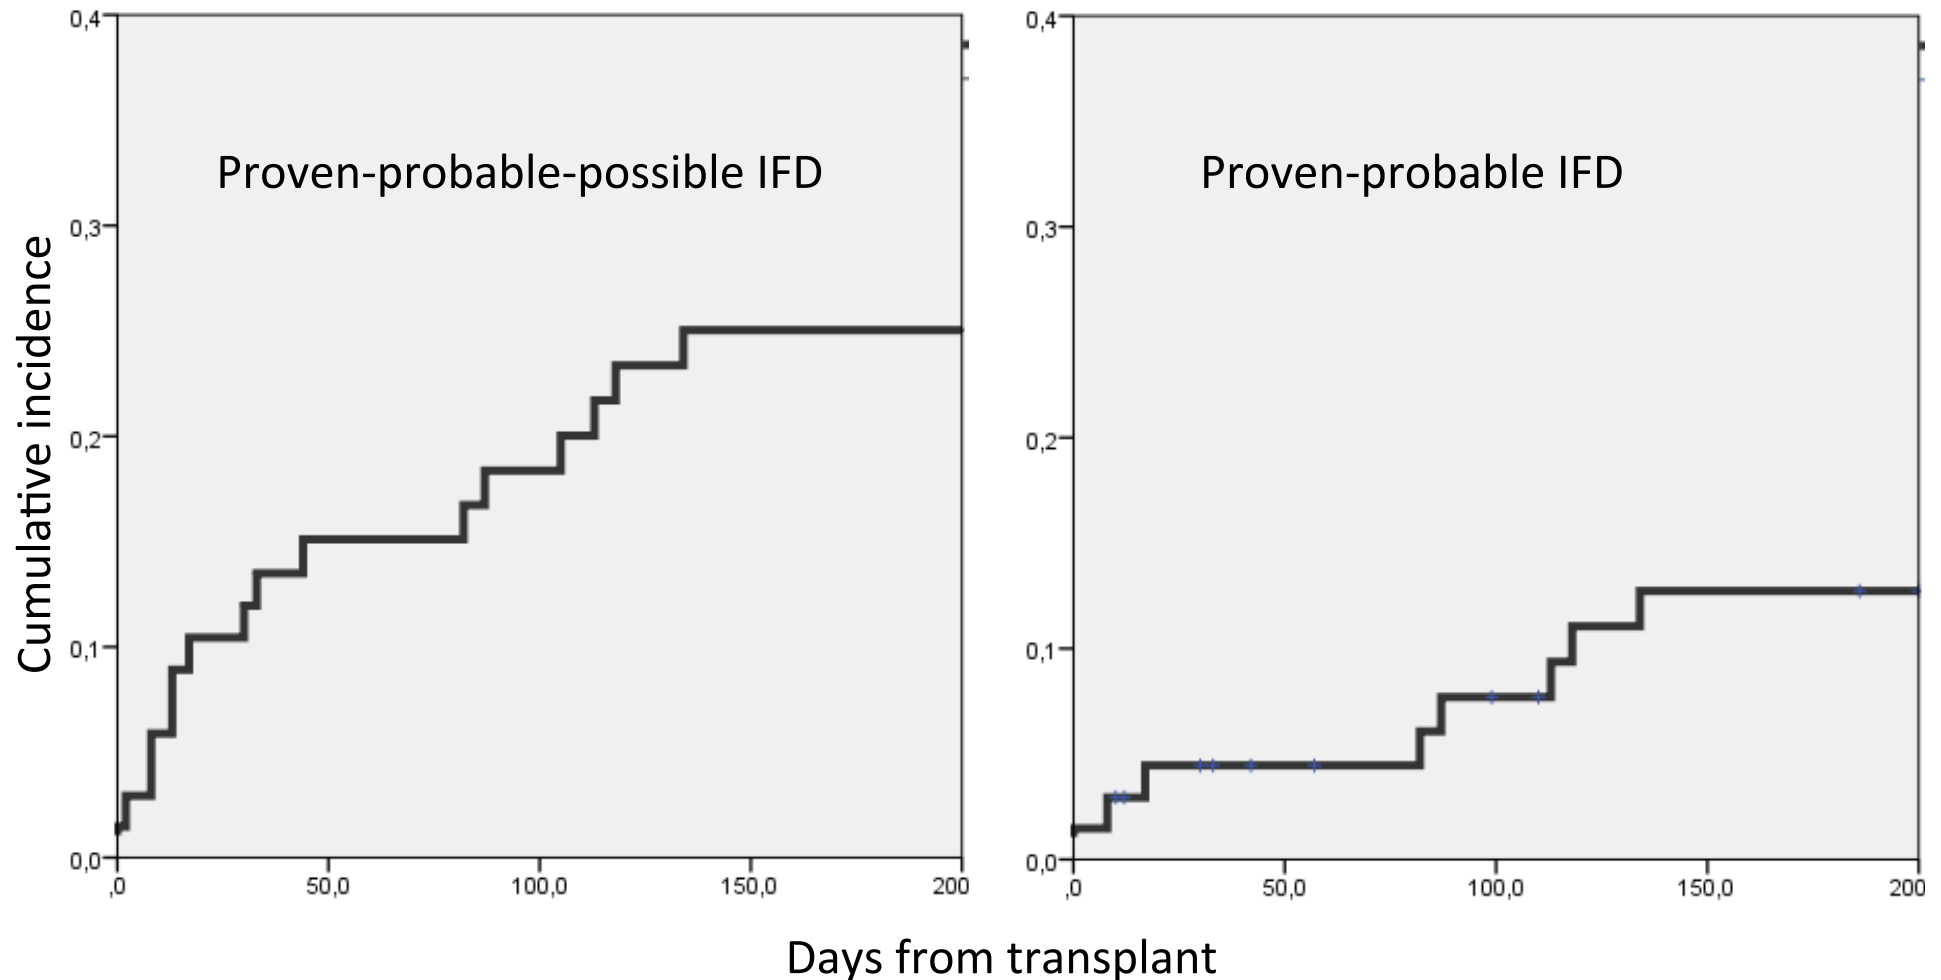 Cumulative incidence
0,4
0,3
0,2
0,1
0,0
Proven-probable-possible IFD
,0 50,0 100,0 150,0 200
0,4
0,3
0,2
0,1
0,0
Proven-probable IFD
,0 50,0 100,0 150,0 200
Days from transplant